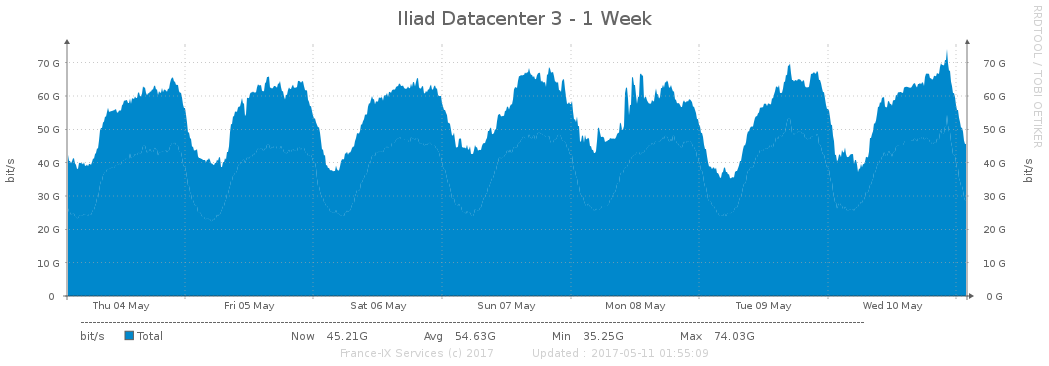 Iliad Datacenter 3 - 1 Week
RRDTOOL / TOBI OETIKER
bit/s
70 G 70 G
60 G 60 G
50 G 50 G
40 G 40 G
30 G 30 G
20 G 20 G
10 G 10 G
0 0 G
bit/s
Thu 04 May Fri 05 May Sat 06 May Sun 07 May Mon 08 May Tue 09 May Wed 10 May
bit/s Total Now 45.21G Avg 54.63G Min 35.25G Max 74.03G
France-IX Services (c) 2017 Updated : 2017-05-11 01:55:09